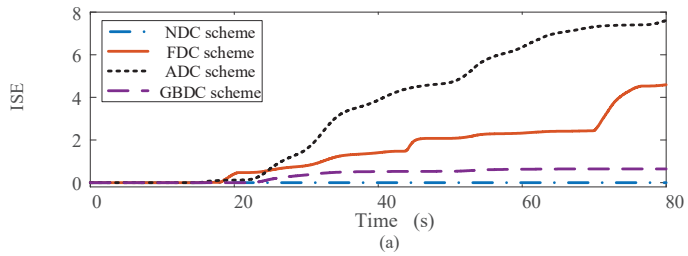 8
6
4
2
0
ISE
NDC scheme
FDC scheme
ADC scheme
GBDC scheme
0 20 40 60 80
Time (s)
(a)